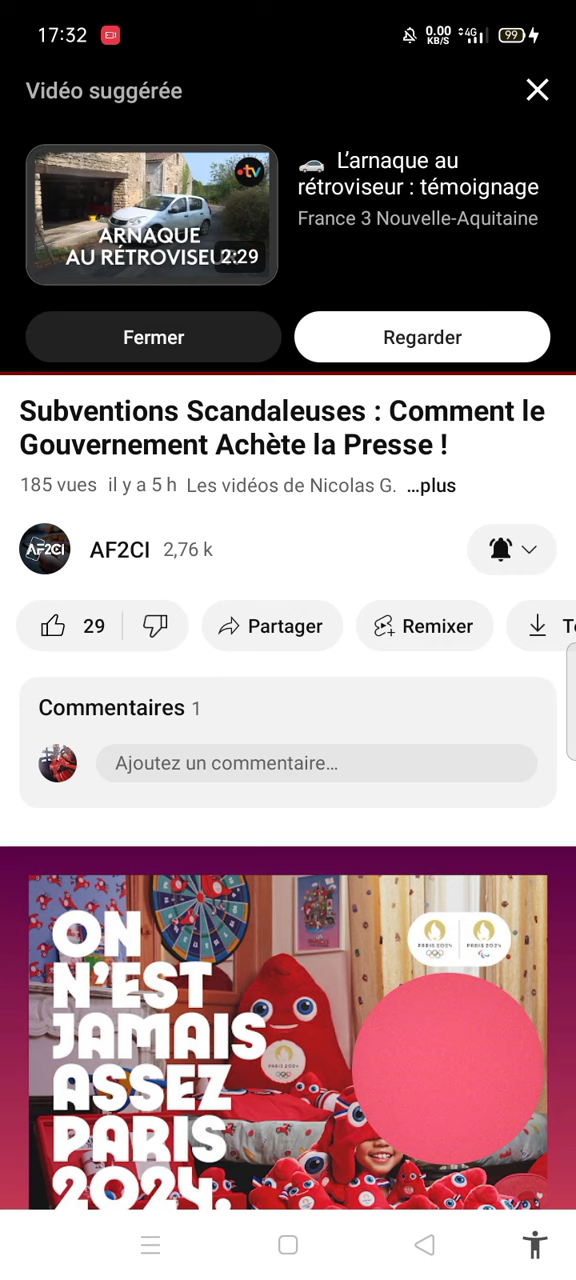 17:32
0.00
KB/S
4G
99
Vidéo suggérée
tv
ARNAQUE
AU RÉTROVISEU
2:29
L'arnaque au
rétroviseur : témoignage
France 3 Nouvelle-Aquitaine
Fermer
Regarder
Subventions Scandaleuses : Comment le
Gouvernement Achète la Presse !
185 vues il y a 5 h Les vidéos de Nicolas G. ...plus
AF2CI
AF2CI 2,76 k
29
Partager
Remixer
Té
Commentaires 1
Ajoutez un commentaire...
ON
N'EST
JAMAIS
ASSEZ
PARIS
2024.
PARIS 2024
PARIS 2024